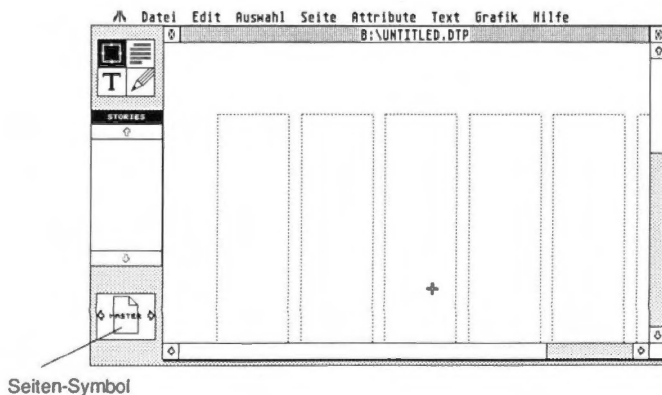 Datei Edit Auswahl Seite Attribute Text Grafik Hilfe
B:\UNTITLED.DTP
T
STORIES
MASTER
Seiten-Symbol